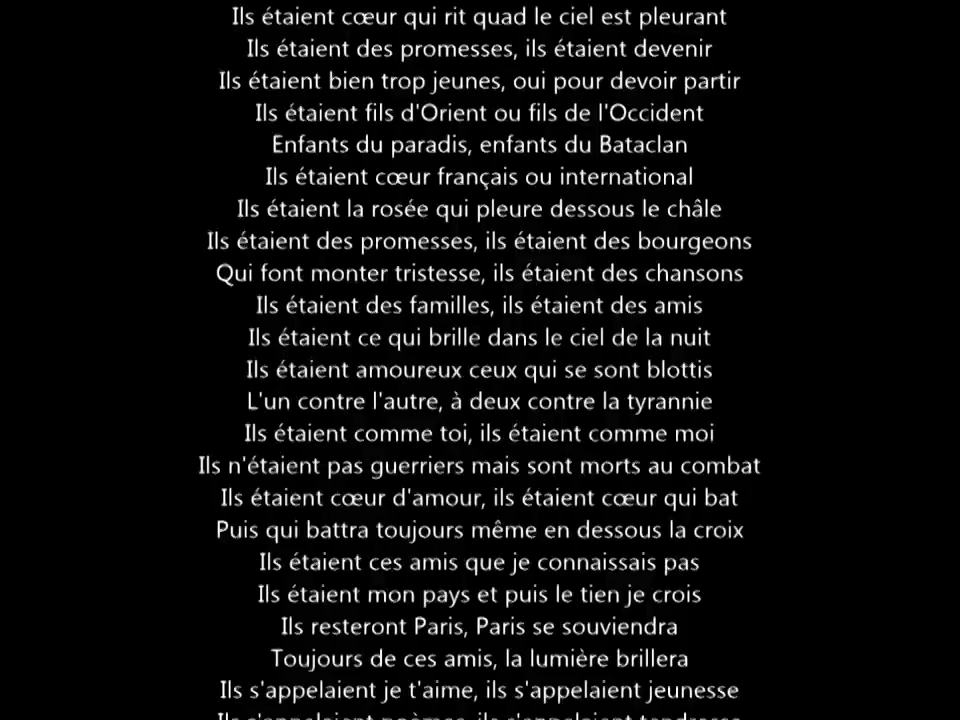 Ils étaient cœur qui rit quad le ciel est pleurant
Ils étaient des promesses, ils étaient devenir
Ils étaient bien trop jeunes, oui pour devoir partir
Ils étaient fils d'Orient ou fils de l'Occident
Enfants du paradis, enfants du Bataclan
Ils étaient cœur français ou international
Ils étaient la rosée qui pleure dessous le châle
Ils étaient des promesses, ils étaient des bourgeons
Qui font monter tristesse, ils étaient des chansons
Ils étaient des familles, ils étaient des amis
Ils étaient ce qui brille dans le ciel de la nuit
Ils étaient amoureux ceux qui se sont blottis
L'un contre l'autre, à deux contre la tyrannie
Ils étaient comme toi, ils étaient comme moi
Ils n'étaient pas guerriers mais sont morts au combat
Ils étaient cœur d'amour, ils étaient cœur qui bat
Puis qui battra toujours même en dessous la croix
Ils étaient ces amis que je connaissais pas
Ils étaient mon pays et puis le tien je crois
Ils resteront Paris, Paris se souviendra
Toujours de ces amis, la lumière brillera
Ils s'appelaient je t'aime, ils s'appelaient jeunesse
Ils s'appelaient poèmes, ils s'appelaient tendresse